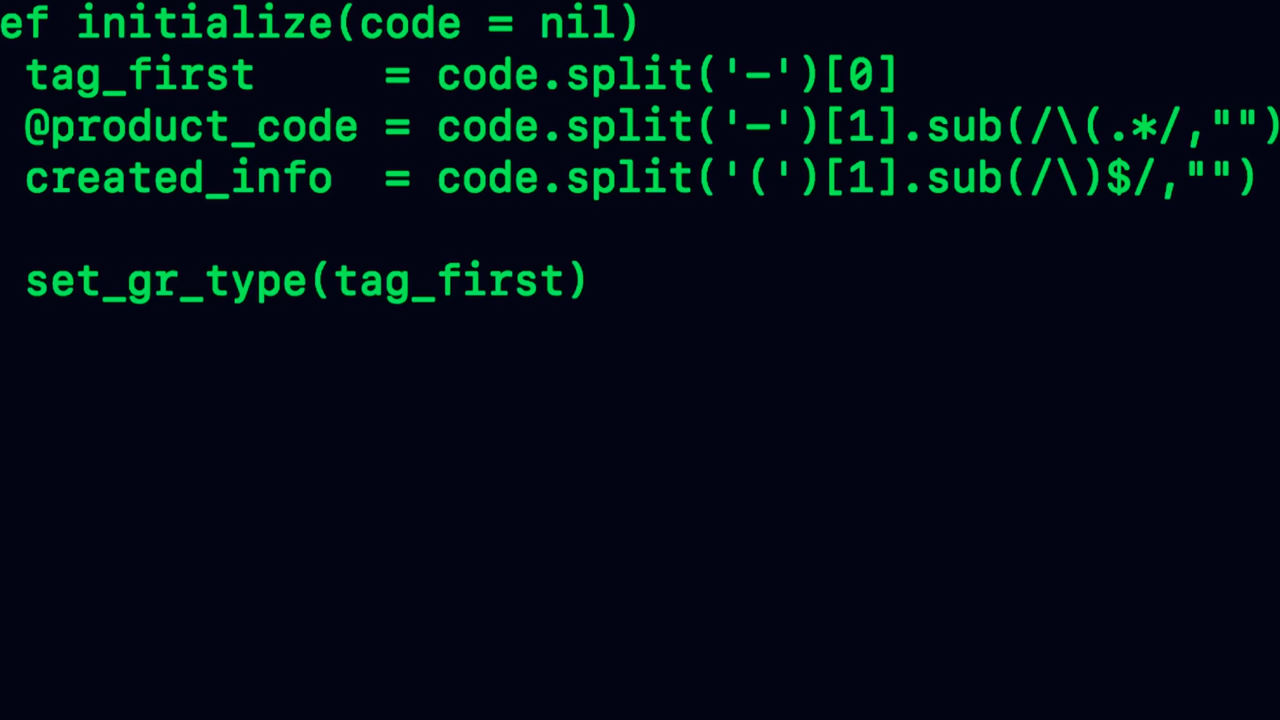 ef initialize(code = nil)
tag_first = code.split('-')[0]
@product_code = code.split('-')[1].sub(/\(.*/,"")
created_info = code.split('(')[1].sub(/\)$/,"")
set_gr_type(tag_first)